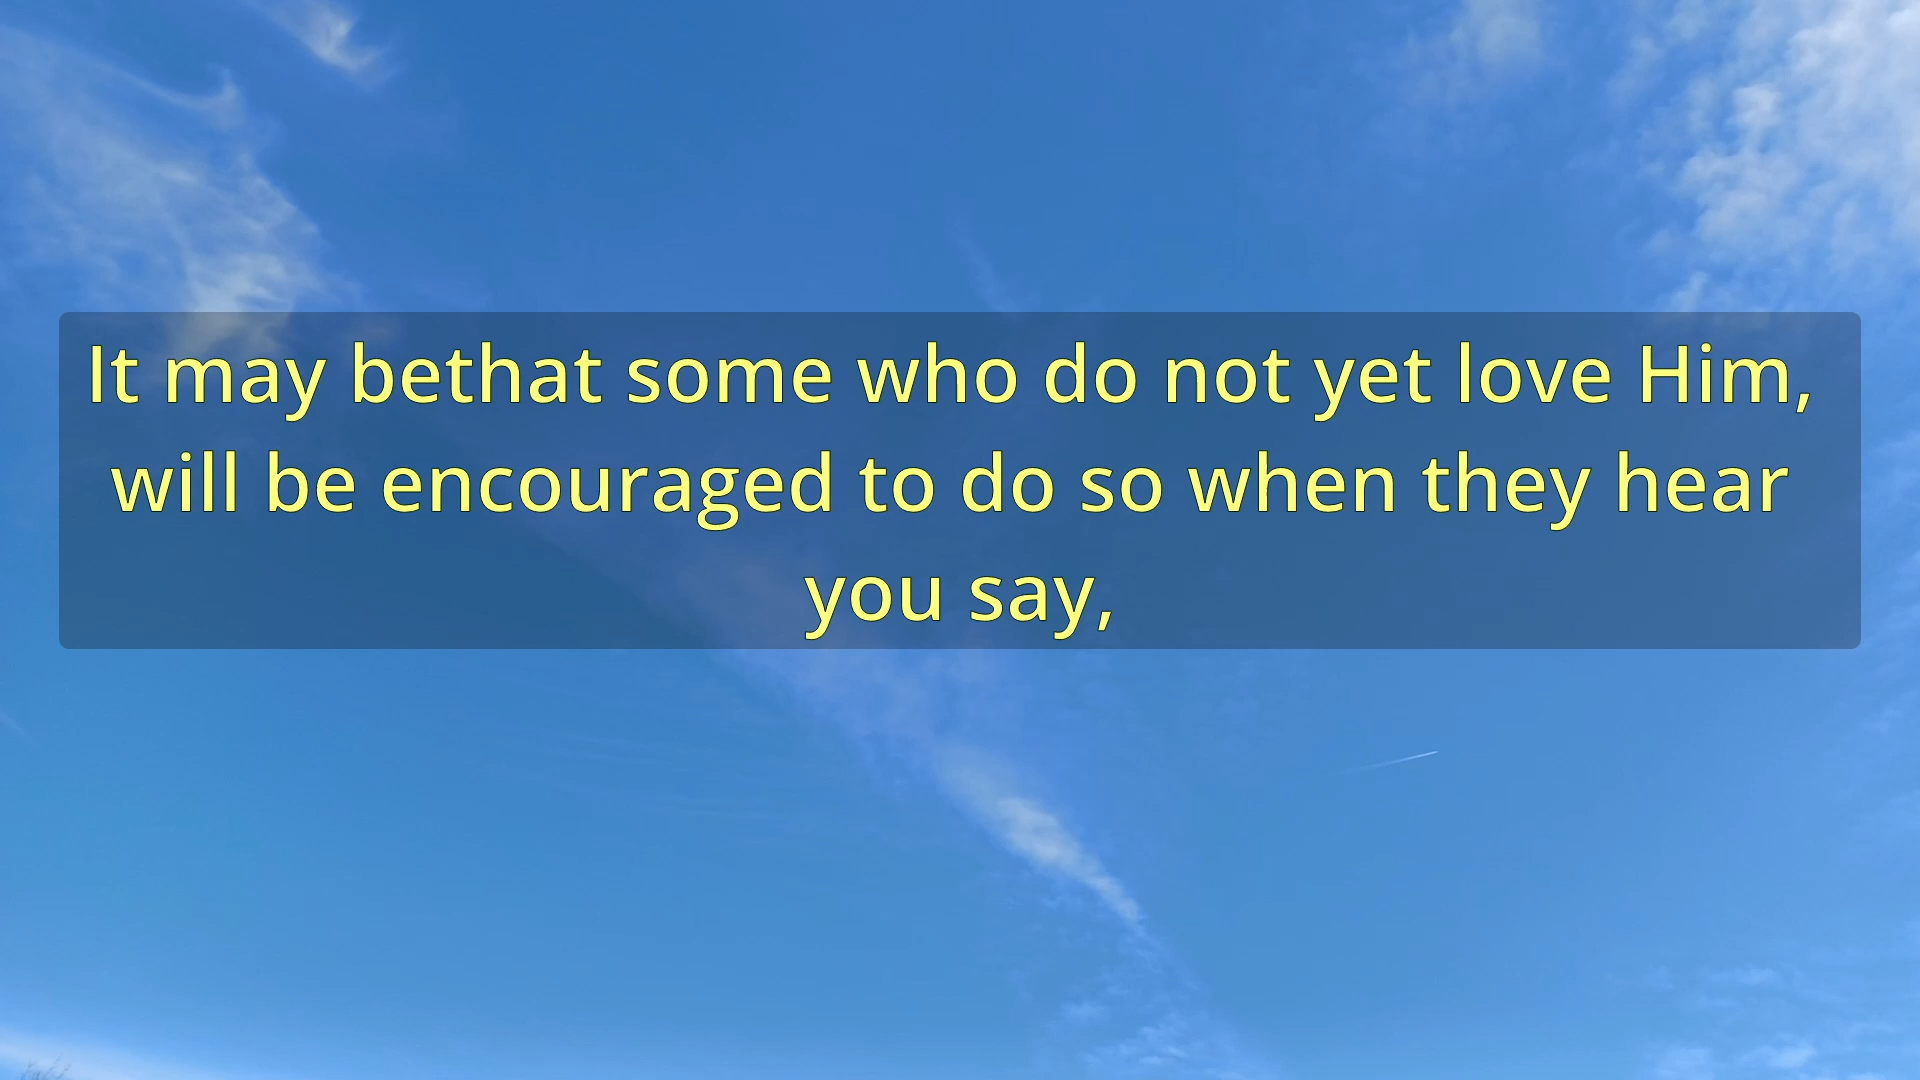 It may bethat some who do not yet love Him,
will be encouraged to do so when they hear
you say,